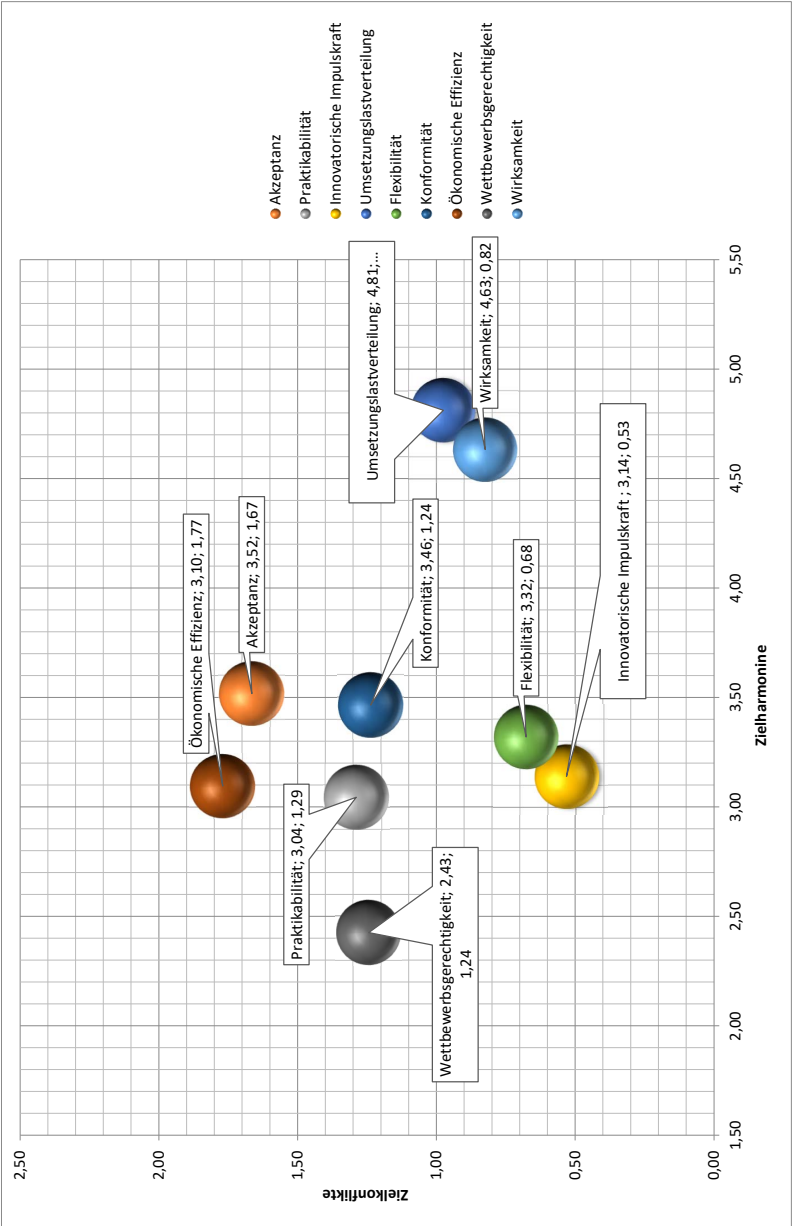 2,50
2,00
1,50
1,00
0,50
0,00
Zielkonflikte
1,50
2,00
2,50
3,00
3,50
4,00
4,50
5,00
5,50
Zielharmonine
Ökonomische Effizienz; 3,10; 1,77
Akzeptanz; 3,52; 1,67
Praktikabilität; 3,04; 1,29
Konformität; 3,46; 1,24
Wettbewerbsgerechtigkeit; 2,43;
1,24
Umsetzungslastverteilung; 4,81;...
Wirksamkeit; 4,63; 0,82
Flexibilität; 3,32; 0,68
Innovatorische Impulskraft ; 3,14; 0,53
Akzeptanz
Praktikabilität
Innovatorische Impulskraft
Umsetzungslastverteilung
Flexibilität
Konformität
Ökonomische Effizienz
Wettbewerbsgerechtigkeit
Wirksamkeit